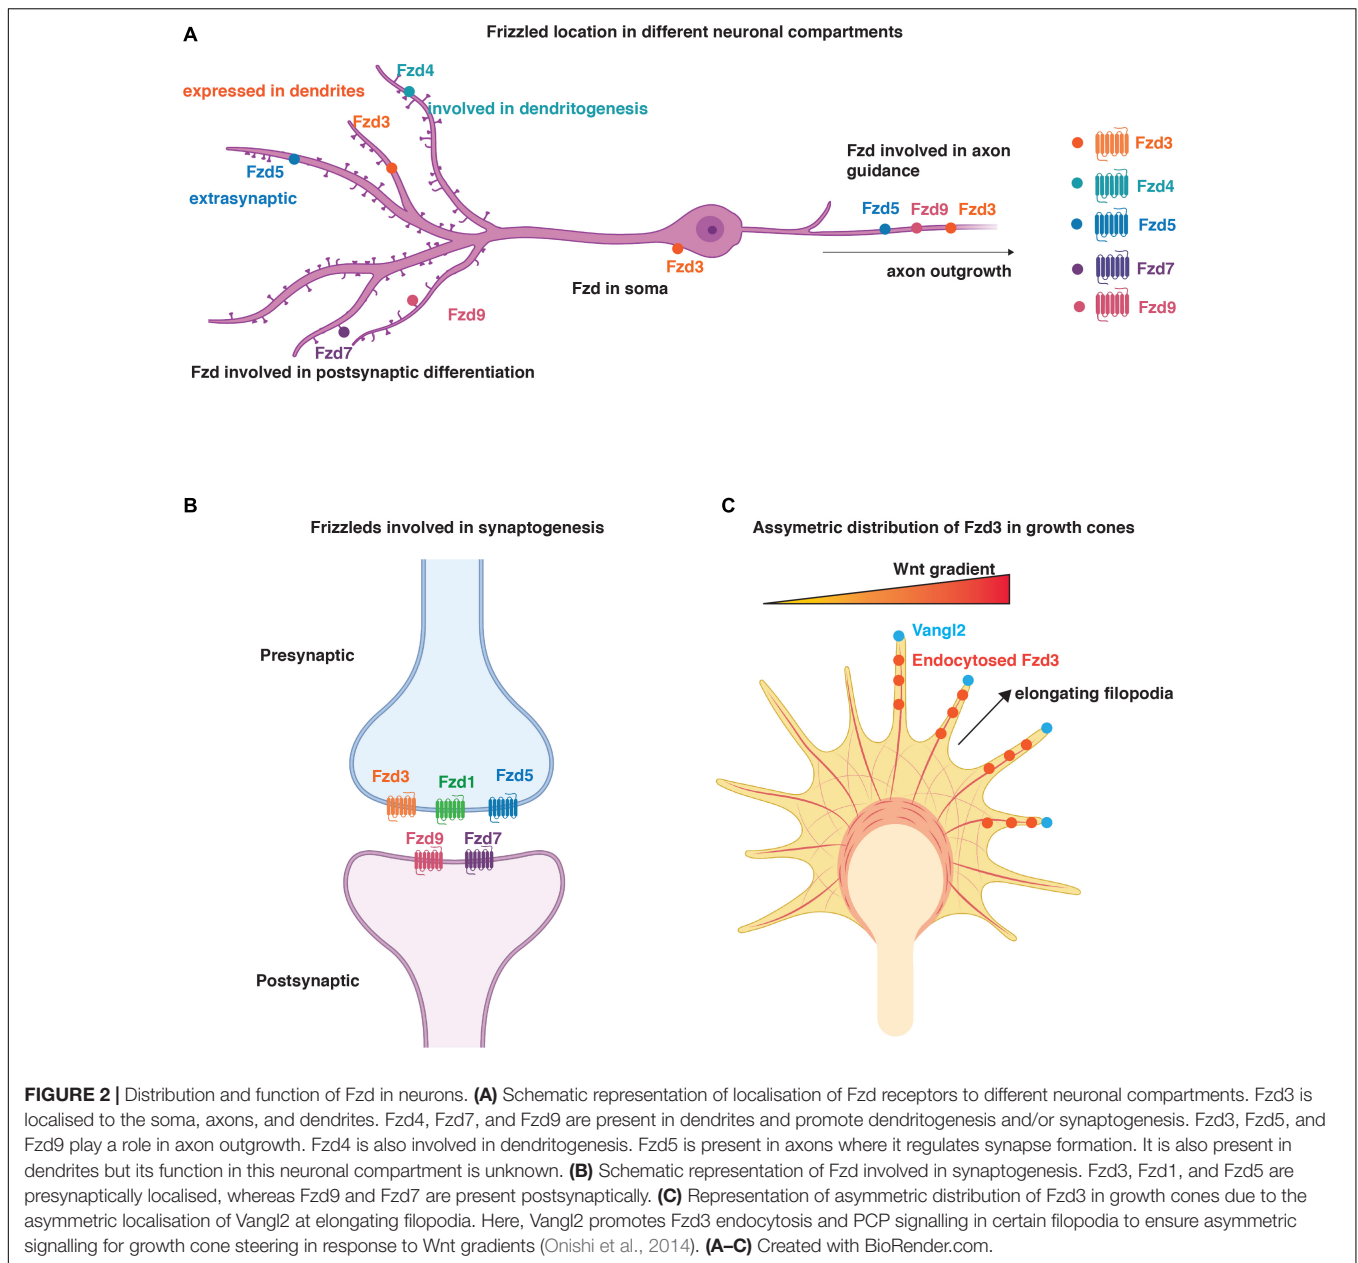 A
Frizzled location in different neuronal compartments
Fzd4
expressed in dendrites
involved in dendritogenesis
Fzd3
Fzd5
extrasynaptic
Fzd3
Fzd in soma
Fzd9
Fzd7
Fzd involved in postsynaptic differentiation
Fzd involved in axon
guidance
Fzd5 Fzd9 Fzd3
axon outgrowth
Fzd3
Fzd4
Fzd5
Fzd7
Fzd9
B
Frizzleds involved in synaptogenesis
Presynaptic
Fzd3
Fzd1
Fzd5
Fzd9
Fzd7
Postsynaptic
C
Assymetric distribution of Fzd3 in growth cones
Wnt gradient
Vangl2
Endocytosed Fzd3
elongating filopodia
FIGURE 2 | Distribution and function of Fzd in neurons. (A) Schematic representation of localisation of Fzd receptors to different neuronal compartments. Fzd3 is
localised to the soma, axons, and dendrites. Fzd4, Fzd7, and Fzd9 are present in dendrites and promote dendritogenesis and/or synaptogenesis. Fzd3, Fzd5, and
Fzd9 play a role in axon outgrowth. Fzd4 is also involved in dendritogenesis. Fzd5 is present in axons where it regulates synapse formation. It is also present in
dendrites but its function in this neuronal compartment is unknown. (B) Schematic representation of Fzd involved in synaptogenesis. Fzd3, Fzd1, and Fzd5 are
presynaptically localised, whereas Fzd9 and Fzd7 are present postsynaptically. (C) Representation of asymmetric distribution of Fzd3 in growth cones due to the
asymmetric localisation of Vangl2 at elongating filopodia. Here, Vangl2 promotes Fzd3 endocytosis and PCP signalling in certain filopodia to ensure asymmetric
signalling for growth cone steering in response to Wnt gradients (Onishi et al., 2014). (A–C) Created with BioRender.com.